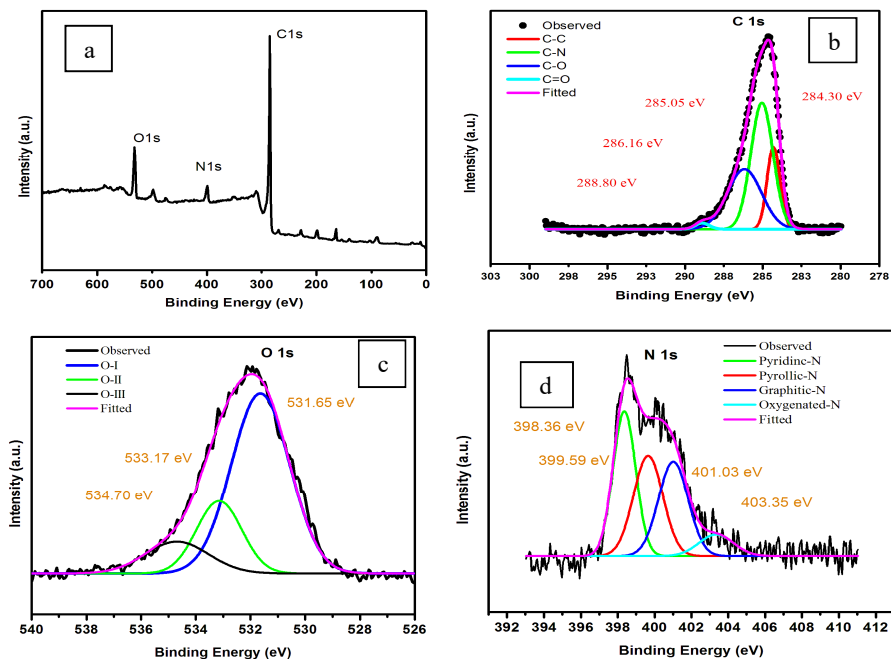 a
C1s
O1s
N1s
Intensity (a.u.)
700 600 500 400 300 200 100 0
Binding Energy (eV)
b
C 1s
Observed
C-C
C-N
C-O
C=O
Fitted
285.05 eV
284.30 eV
286.16 eV
288.80 eV
Intensity (a.u.)
303 298 293 288 283 278
Binding Energy (eV)
c
O 1s
Observed
O-I
O-II
O-III
Fitted
531.65 eV
533.17 eV
534.70 eV
Intensity (a.u.)
540 538 536 534 532 530 528 526
Binding Energy (eV)
d
N 1s
Observed
Pyridinc-N
Pyrollic-N
Graphitic-N
Oxygenated-N
Fitted
398.36 eV
399.59 eV
401.03 eV
403.35 eV
Intensity (a.u.)
392 394 396 398 400 402 404 406 408 410 412
Binding Energy (eV)